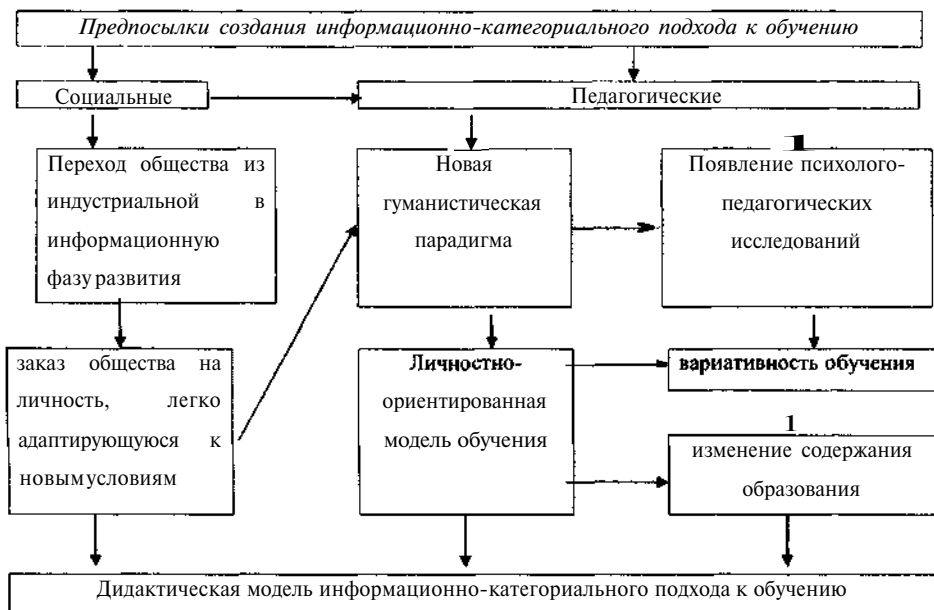 Предпосылки создания информационно-категориального подхода к обучению
Социальные
Педагогические
Переход общества из
индустриальной в
информационную
фазу развития
Новая
гуманистическая
парадигма
1
Появление психолого-
педагогических
исследований
заказ общества на
личность, легко
адаптирующуюся к
новым условиям
Личностно-
ориентированная
модель обучения
вариативность обучения
1
изменение содержания
образования
Дидактическая модель информационно-категориального подхода к обучению